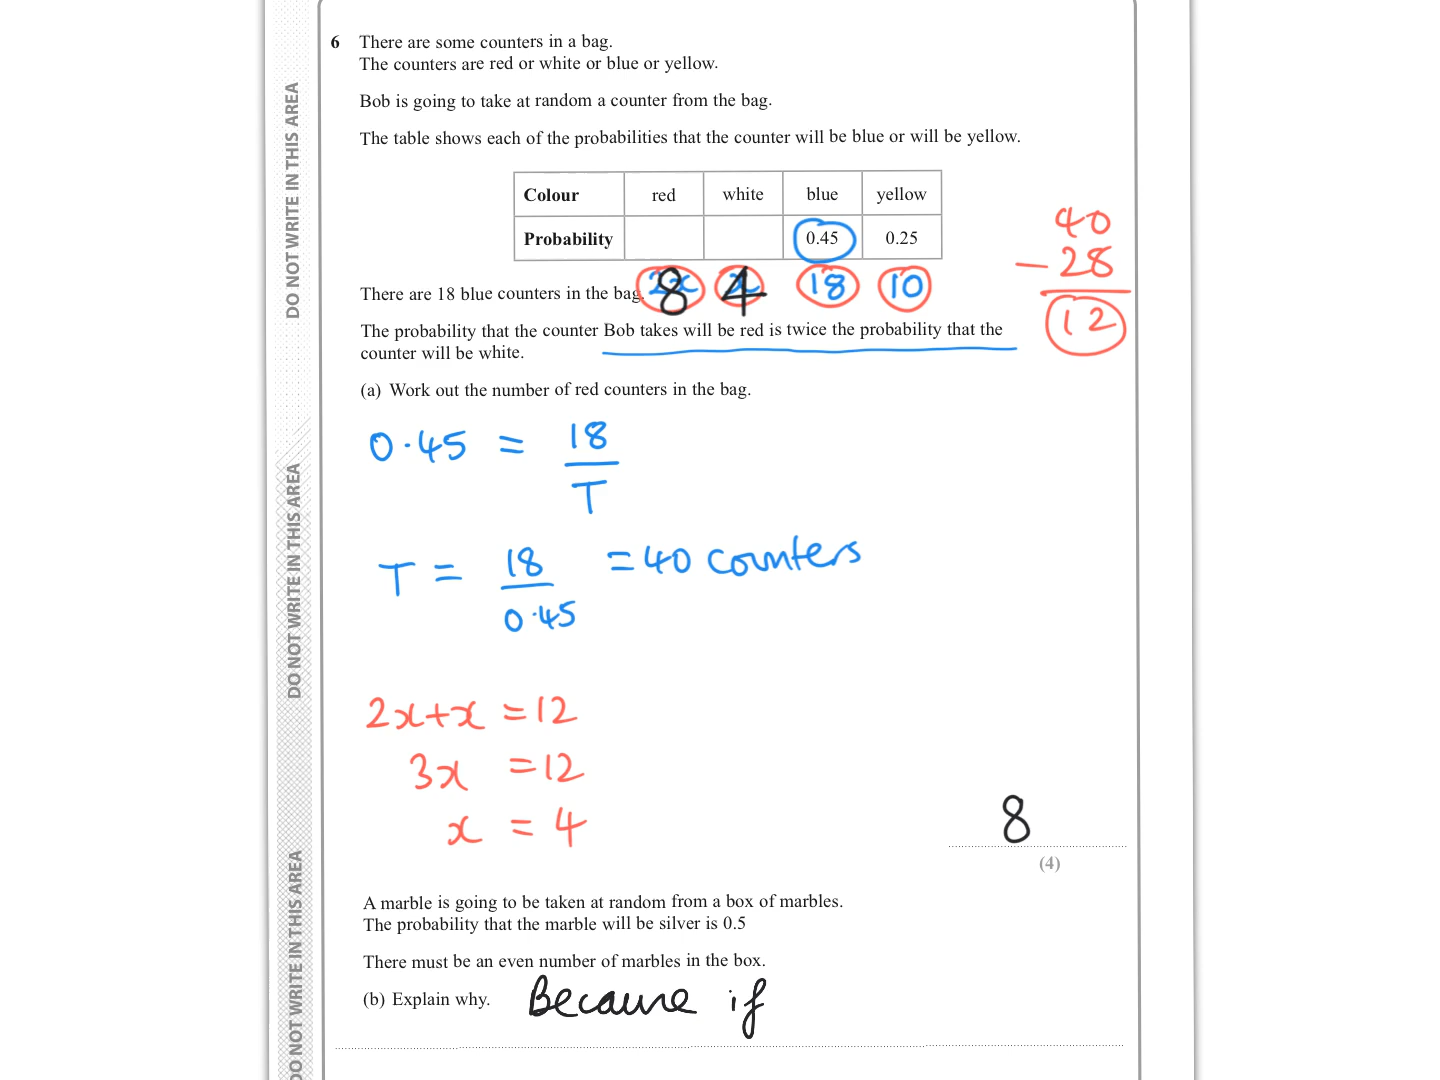 6 There are some counters in a bag.
The counters are red or white or blue or yellow.
Bob is going to take at random a counter from the bag.
The table shows each of the probabilities that the counter will be blue or will be yellow.
Colour red white blue yellow
Probability 0.45 0.25
40
- 28
12
There are 18 blue counters in the bag. 8 4 18 10
The probability that the counter Bob takes will be red is twice the probability that the
counter will be white.
(a) Work out the number of red counters in the bag.
0.45 = 18
T
T = 18 = 40 counters
0.45
2x+x = 12
3x = 12
x = 4
8
(4)
A marble is going to be taken at random from a box of marbles.
The probability that the marble will be silver is 0.5
There must be an even number of marbles in the box.
(b) Explain why. Because if
DO NOT WRITE IN THIS AREA
DO NOT WRITE IN THIS AREA
DO NOT WRITE IN THIS AREA